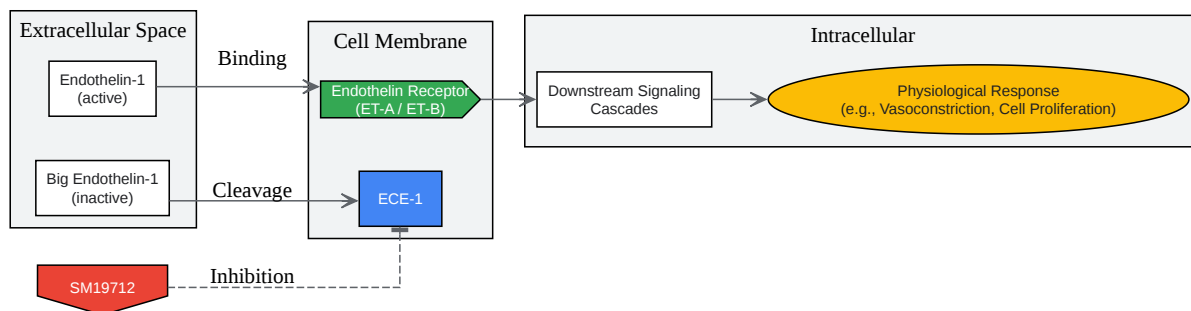 Extracellular Space
Endothelin-1
(active)
Big Endothelin-1
(inactive)
SM19712
Binding
Cleavage
Inhibition
Cell Membrane
Endothelin Receptor
(ET-A / ET-B)
ECE-1
Intracellular
Downstream Signaling
Cascades
Physiological Response
(e.g., Vasoconstriction, Cell Proliferation)